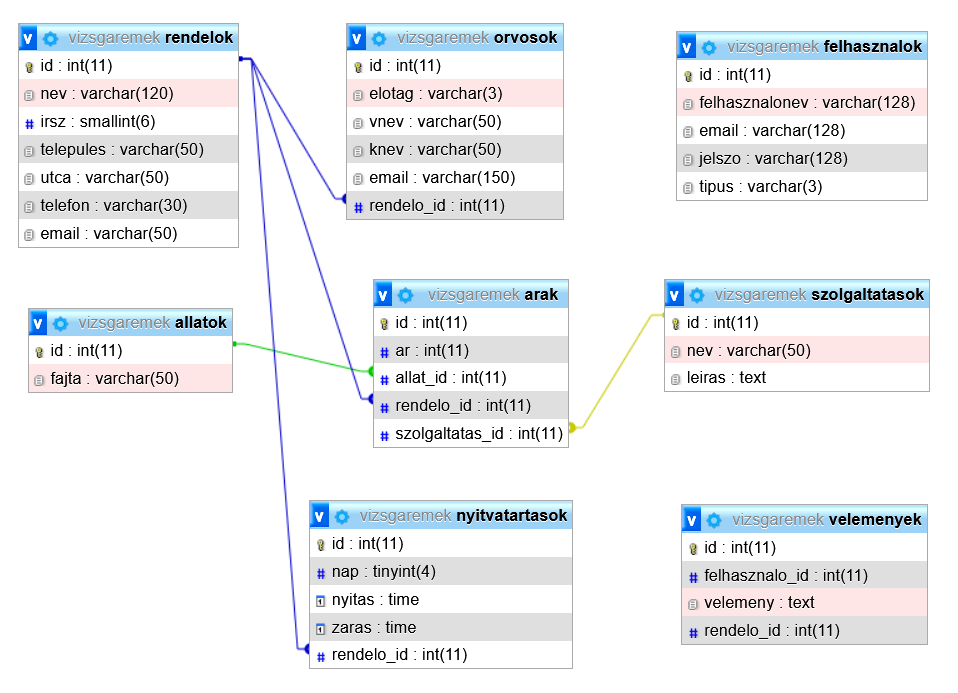 v vizsgaremek rendelok
id : int(11)
nev : varchar(120)
# irsz : smallint(6)
telepules : varchar(50)
utca : varchar(50)
telefon : varchar(30)
email : varchar(50)
v vizsgaremek orvosok
id : int(11)
elotag : varchar(3)
vnev : varchar(50)
knev : varchar(50)
email : varchar(150)
# rendelo_id : int(11)
v vizsgaremek felhasznalok
id : int(11)
felhasznalonev : varchar(128)
email : varchar(128)
jelszo : varchar(128)
tipus : varchar(3)
v vizsgaremek allatok
id : int(11)
fajta : varchar(50)
v vizsgaremek arak
id : int(11)
# ar : int(11)
# allat_id : int(11)
# rendelo_id : int(11)
# szolgaltatas_id : int(11)
v vizsgaremek szolgaltatasok
id : int(11)
nev : varchar(50)
leiras : text
v vizsgaremek nyitvatartasok
id : int(11)
# nap : tinyint(4)
nyitas : time
zaras : time
# rendelo_id : int(11)
v vizsgaremek velemenyek
id : int(11)
# felhasznalo_id : int(11)
velemeny : text
# rendelo_id : int(11)